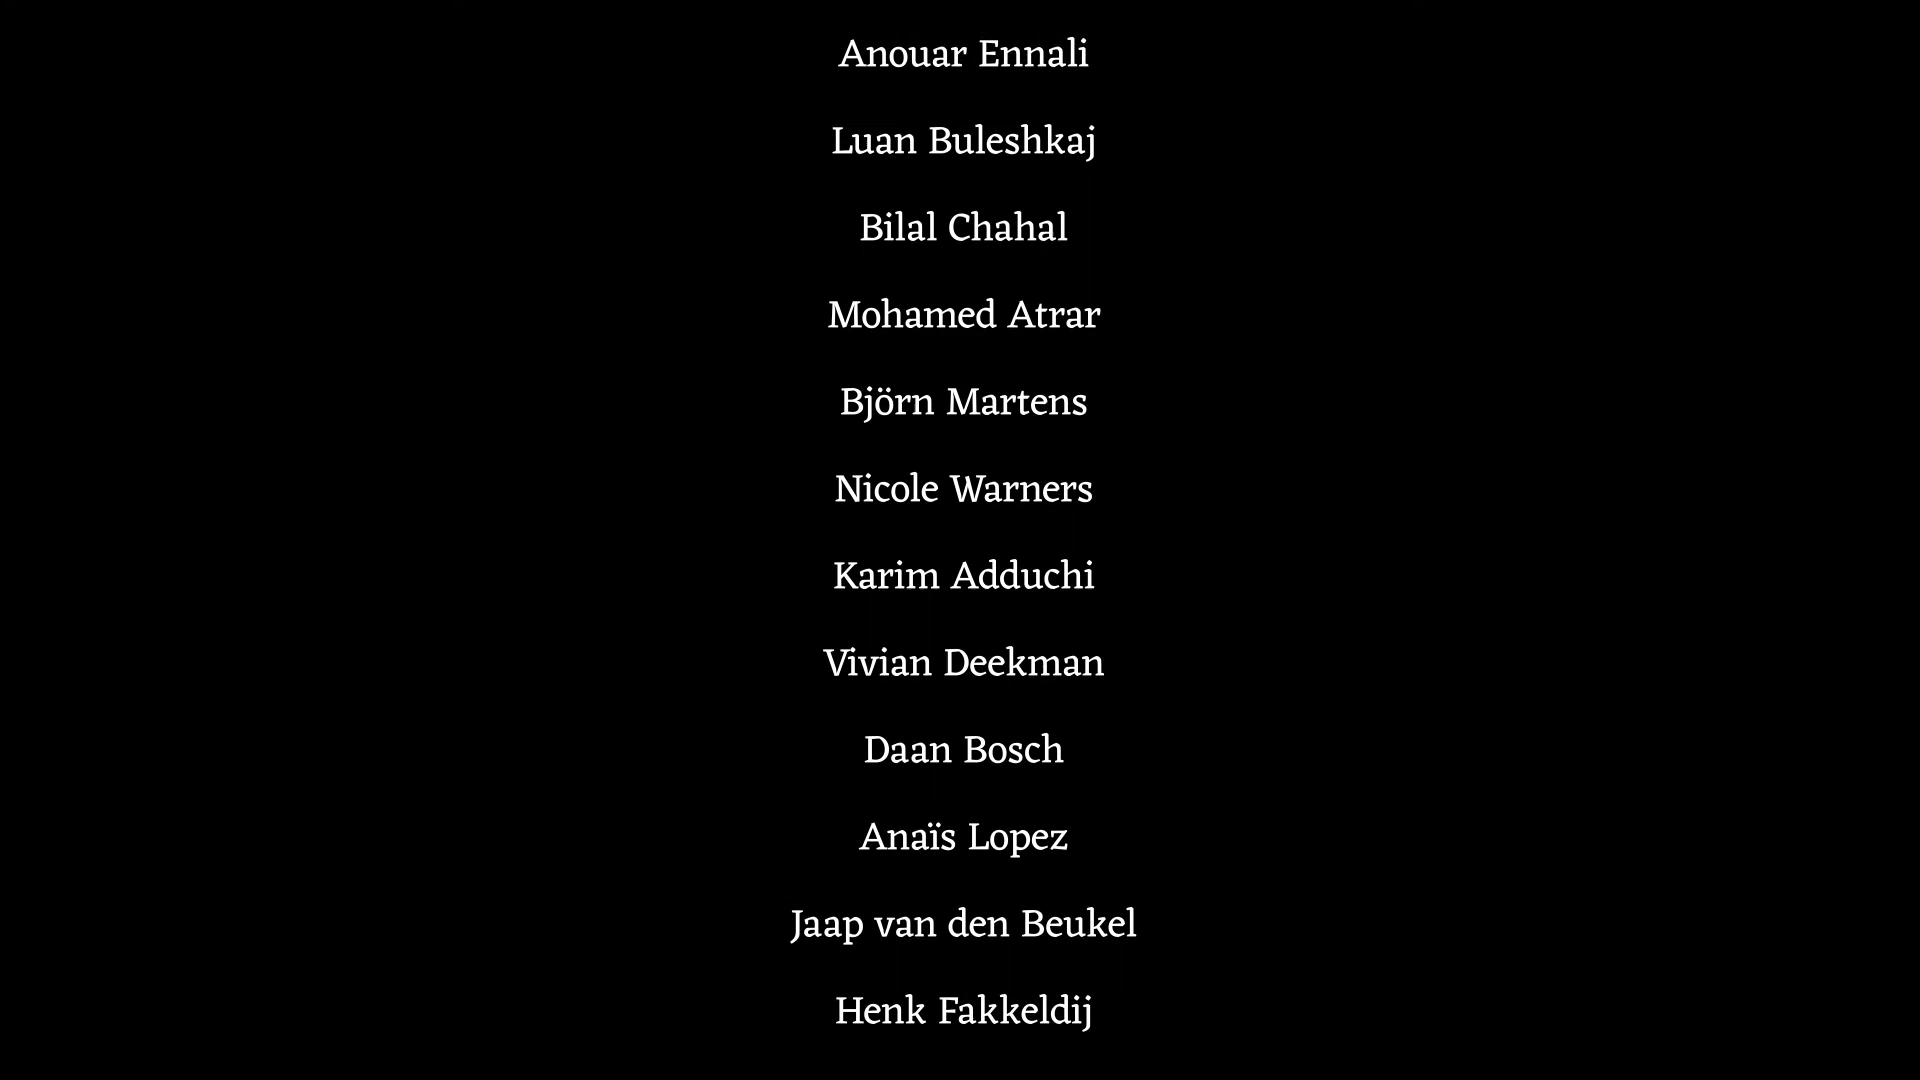 Anouar Ennali
Luan Buleshkaj
Bilal Chahal
Mohamed Atrar
Björn Martens
Nicole Warners
Karim Adduchi
Vivian Deekman
Daan Bosch
Anaïs Lopez
Jaap van den Beukel
Henk Fakkeldij